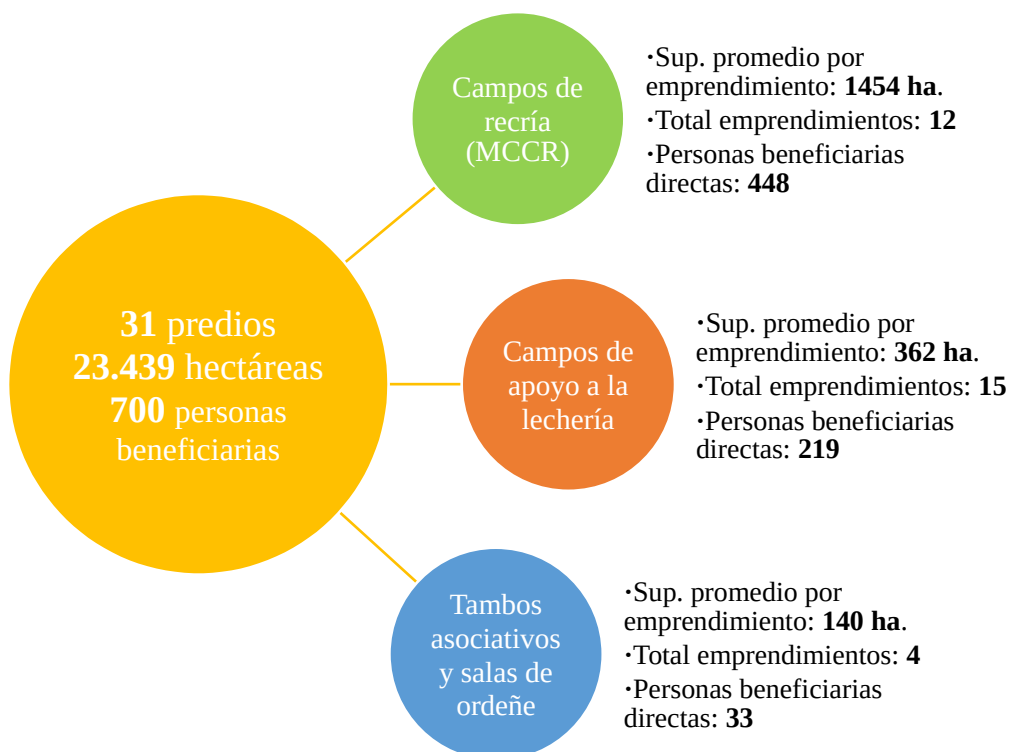 31 predios
23.439 hectáreas
700 personas
beneficiarias
Campos de
recría
(MCCR)
·Sup. promedio por
emprendimiento: 1454 ha.
·Total emprendimientos: 12
·Personas beneficiarias
directas: 448
Campos de
apoyo a la
lechería
·Sup. promedio por
emprendimiento: 362 ha.
·Total emprendimientos: 15
·Personas beneficiarias
directas: 219
Tambos
asociativos
y salas de
ordeñe
·Sup. promedio por
emprendimiento: 140 ha.
·Total emprendimientos: 4
·Personas beneficiarias
directas: 33